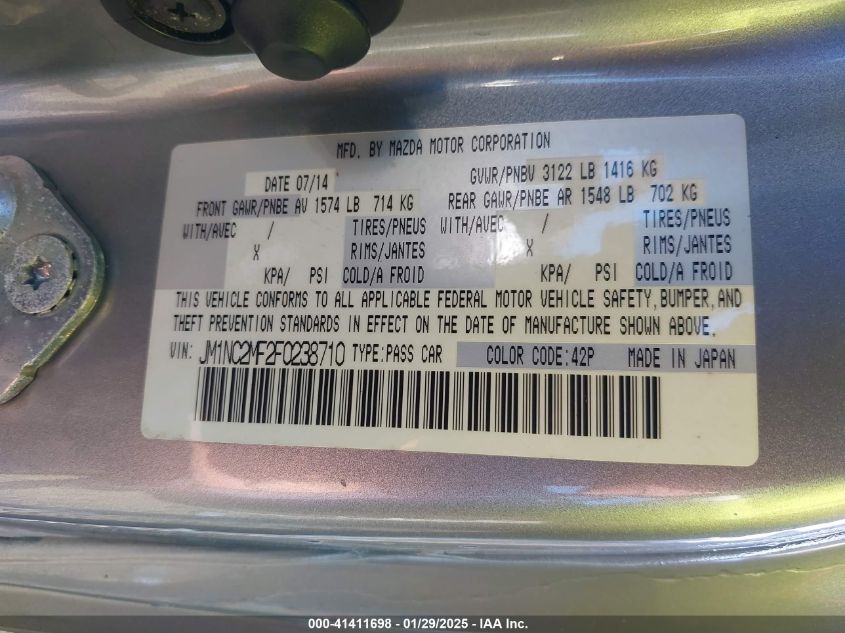 MFD. BY MAZDA MOTOR CORPORATION
DATE 07/14 GVWR/PNBV 3122 LB 1416 KG
FRONT GAWR/PNBE AV 1574 LB 714 KG REAR GAWR/PNBE AR 1548 LB 702 KG
WITH/AVEC / TIRES/PNEUS WITH/AVEC / TIRES/PNEUS
X RIMS/JANTES X RIMS/JANTES
KPA/ PSI COLD/A FROID KPA/ PSI COLD/A FROID
THIS VEHICLE CONFORMS TO ALL APPLICABLE FEDERAL MOTOR VEHICLE SAFETY, BUMPER, AND
THEFT PREVENTION STANDARDS IN EFFECT ON THE DATE OF MANUFACTURE SHOWN ABOVE.
VIN: JM1NC2MF2F0238710 TYPE:PASS CAR COLOR CODE:42P MADE IN JAPAN
000-41411698 - 01/29/2025 - IAA Inc.